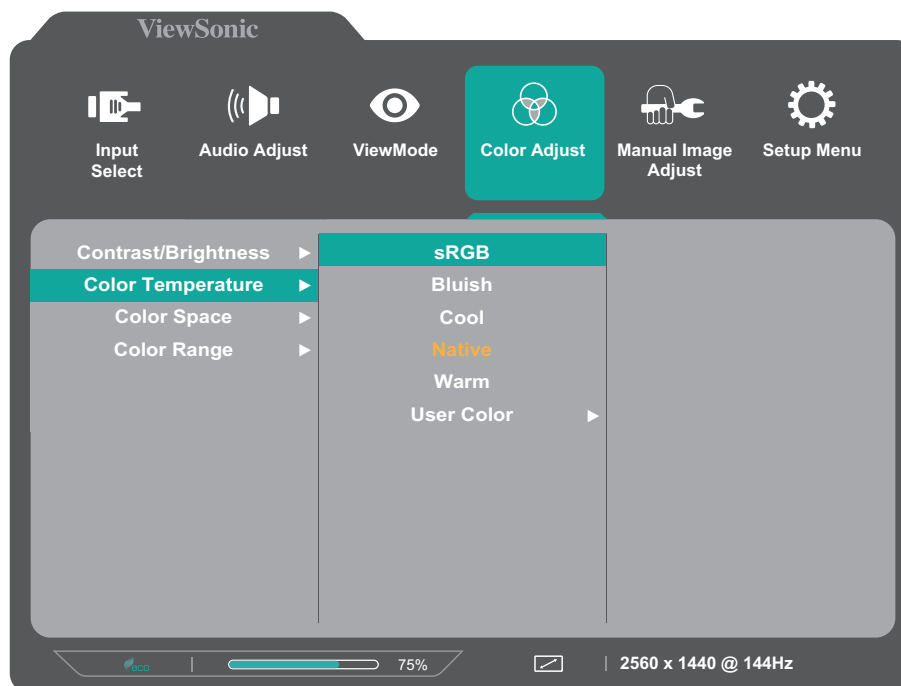 ViewSonic
Input
Select
Audio Adjust
ViewMode
Color Adjust
Manual Image
Adjust
Setup Menu
Contrast/Brightness
Color Temperature
Color Space
Color Range
sRGB
Bluish
Cool
Native
Warm
User Color
eco
75%
2560 x 1440 @ 144Hz